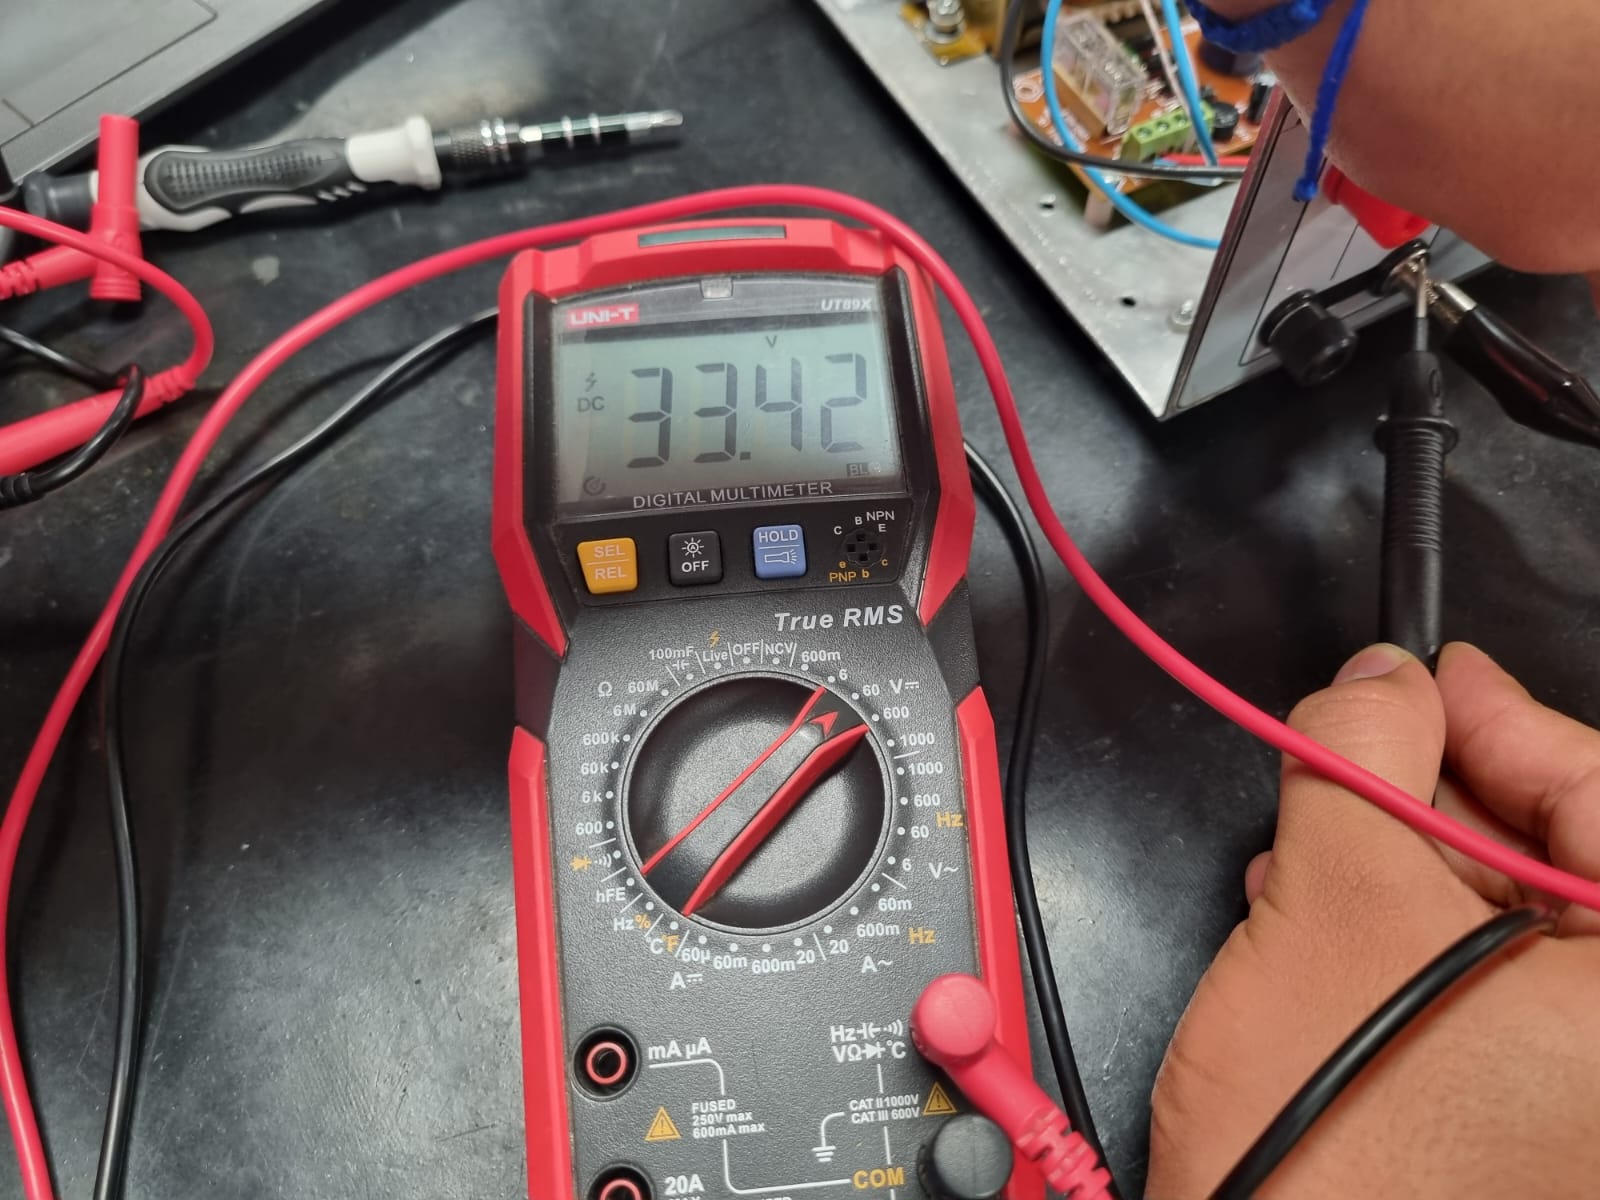 UNI-T
UT89X
V
DC
33.42
DIGITAL MULTIMETER
SEL
REL
OFF
HOLD
C B NPN E
e PNP b c
True RMS
100mF
Live
OFF
NCV
600m
6
60
V⎓
600
1000
1000
600
Hz
60
6
V~
60m
600m
Hz
20
A~
20
600m
60m
60µ
A⎓
°C °F
Hz%
hFE
600
6k
60k
600k
6M
60M
Ω
mA µA
FUSED
250V max
600mA max
Hz
VΩ °C
CAT II 1000V
CAT III 600V
COM
20A